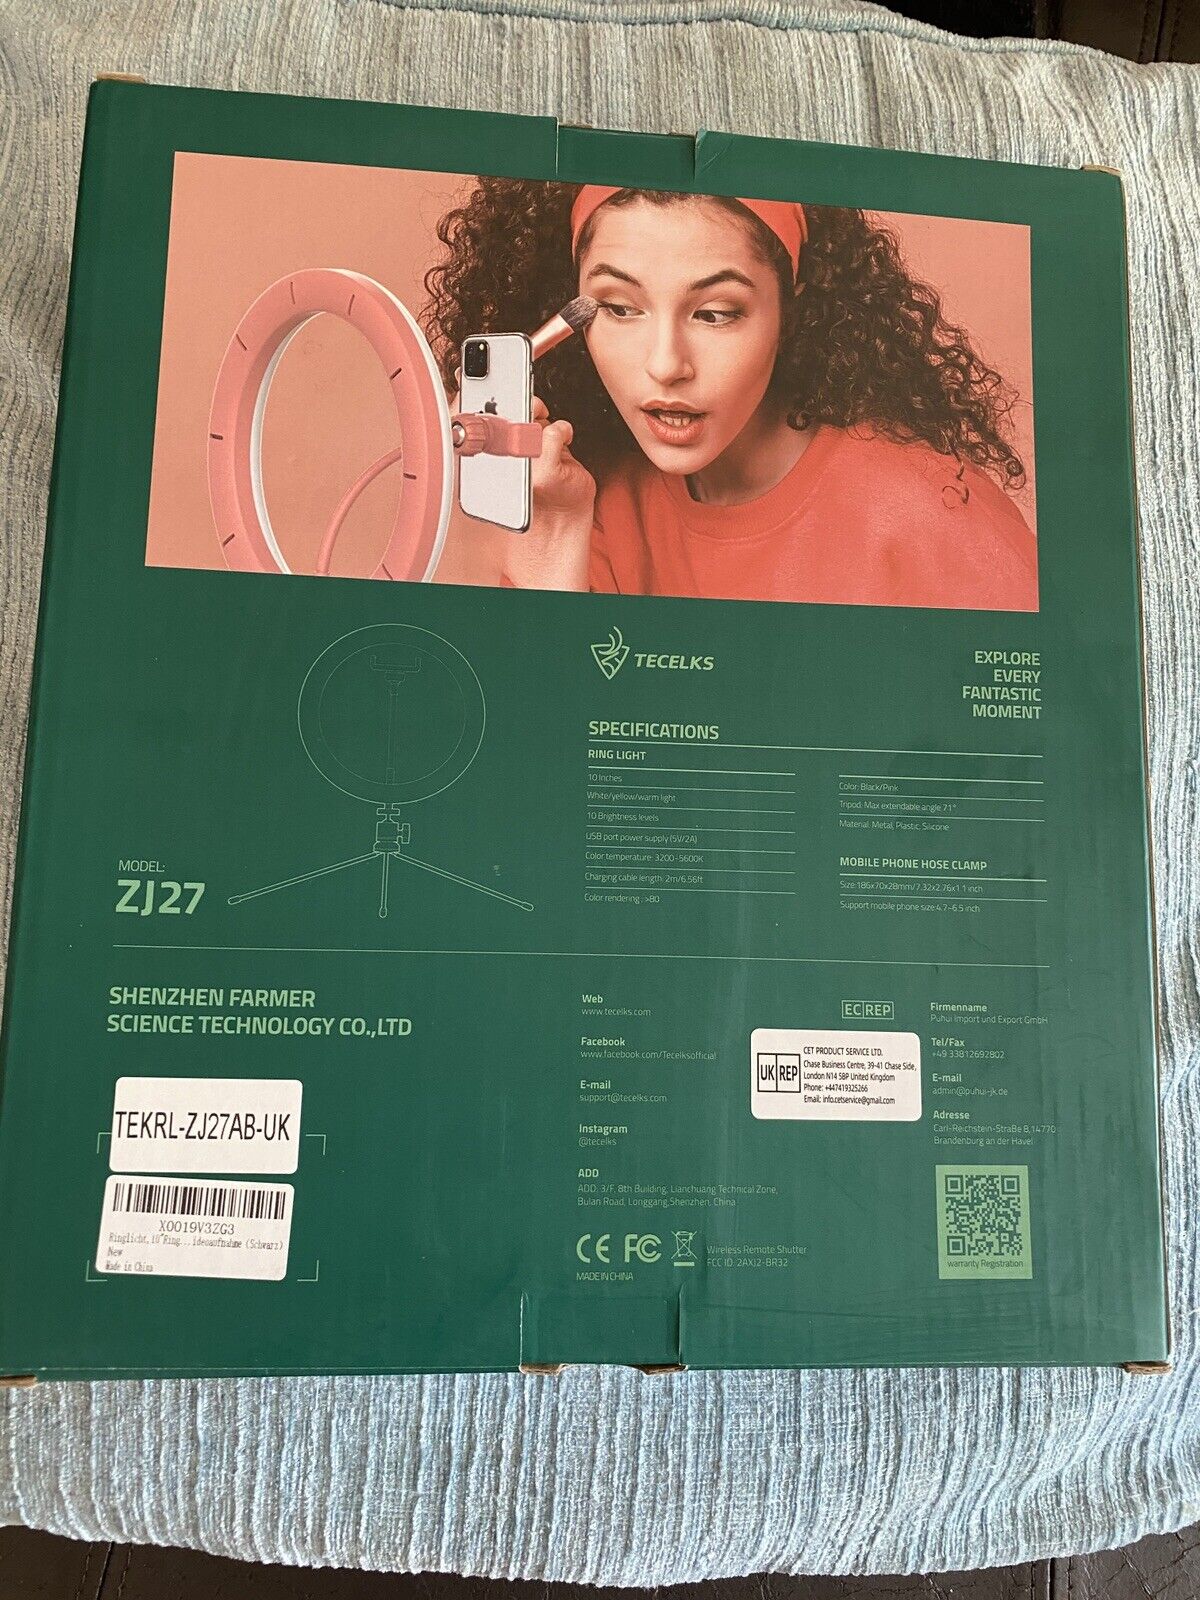 TECELKS
EXPLORE
EVERY
FANTASTIC
MOMENT
SPECIFICATIONS
RING LIGHT
10 Inches
White/yellow/warm light
10 Brightness levels
USB port power supply (5V/2A)
Color temperature: 3200-5600K
Charging cable length: 2m/6.56ft
Color rendering : >80
Color: Black/Pink
Tripod: Max extendable angle 71°
Material: Metal, Plastic, Silicone
MOBILE PHONE HOSE CLAMP
Size:186x70x28mm/7.32x2.76x1.1 inch
Support mobile phone size:4.7-6.5 inch
MODEL:
ZJ27
SHENZHEN FARMER
SCIENCE TECHNOLOGY CO.,LTD
TEKRL-ZJ27AB-UK
X0019V3ZG3
Ringlicht,10"Ring...ideoaufnahme (Schwarz)
New
Made in China
Web
www.tecelks.com
Facebook
www.facebook.com/Tecelksofficial
E-mail
support@tecelks.com
Instagram
@tecelks
ADD
ADD: 3/F, 8th Building, Lianchuang Technical Zone,
Bulan Road, Longgang,Shenzhen, China
CE FC
MADE IN CHINA
Wireless Remote Shutter
FCC ID: 2AXJ2-BR32
EC REP
UK REP
CET PRODUCT SERVICE LTD.
Chase Business Centre, 39-41 Chase Side,
London N14 5BP United Kingdom
Phone: +447419325266
Email: info.cetservice@gmail.com
Firmenname
Puhui Import und Export GmbH
Tel/Fax
+49 33812692802
E-mail
admin@puhui-jk.de
Adresse
Carl-Reichstein-StraBe 8,14770
Brandenburg an der Havel
warranty Registration